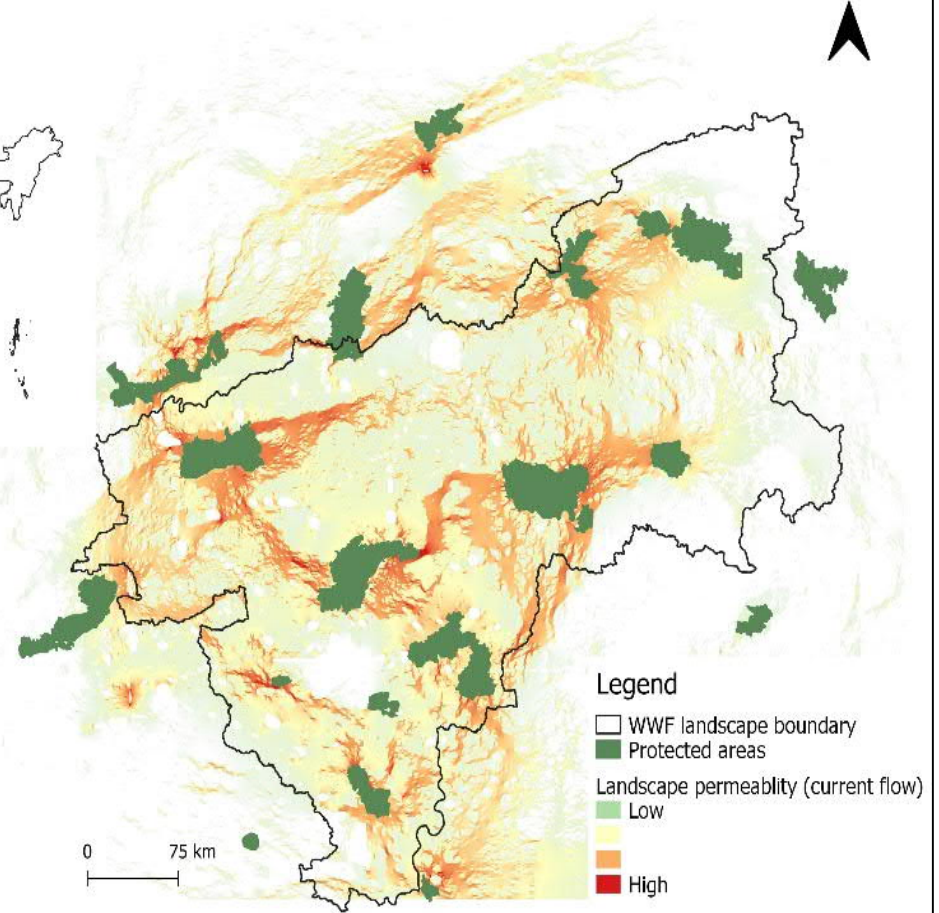 Legend
WWF landscape boundary
Protected areas
Landscape permeablity (current flow)
Low
High
0 75 km